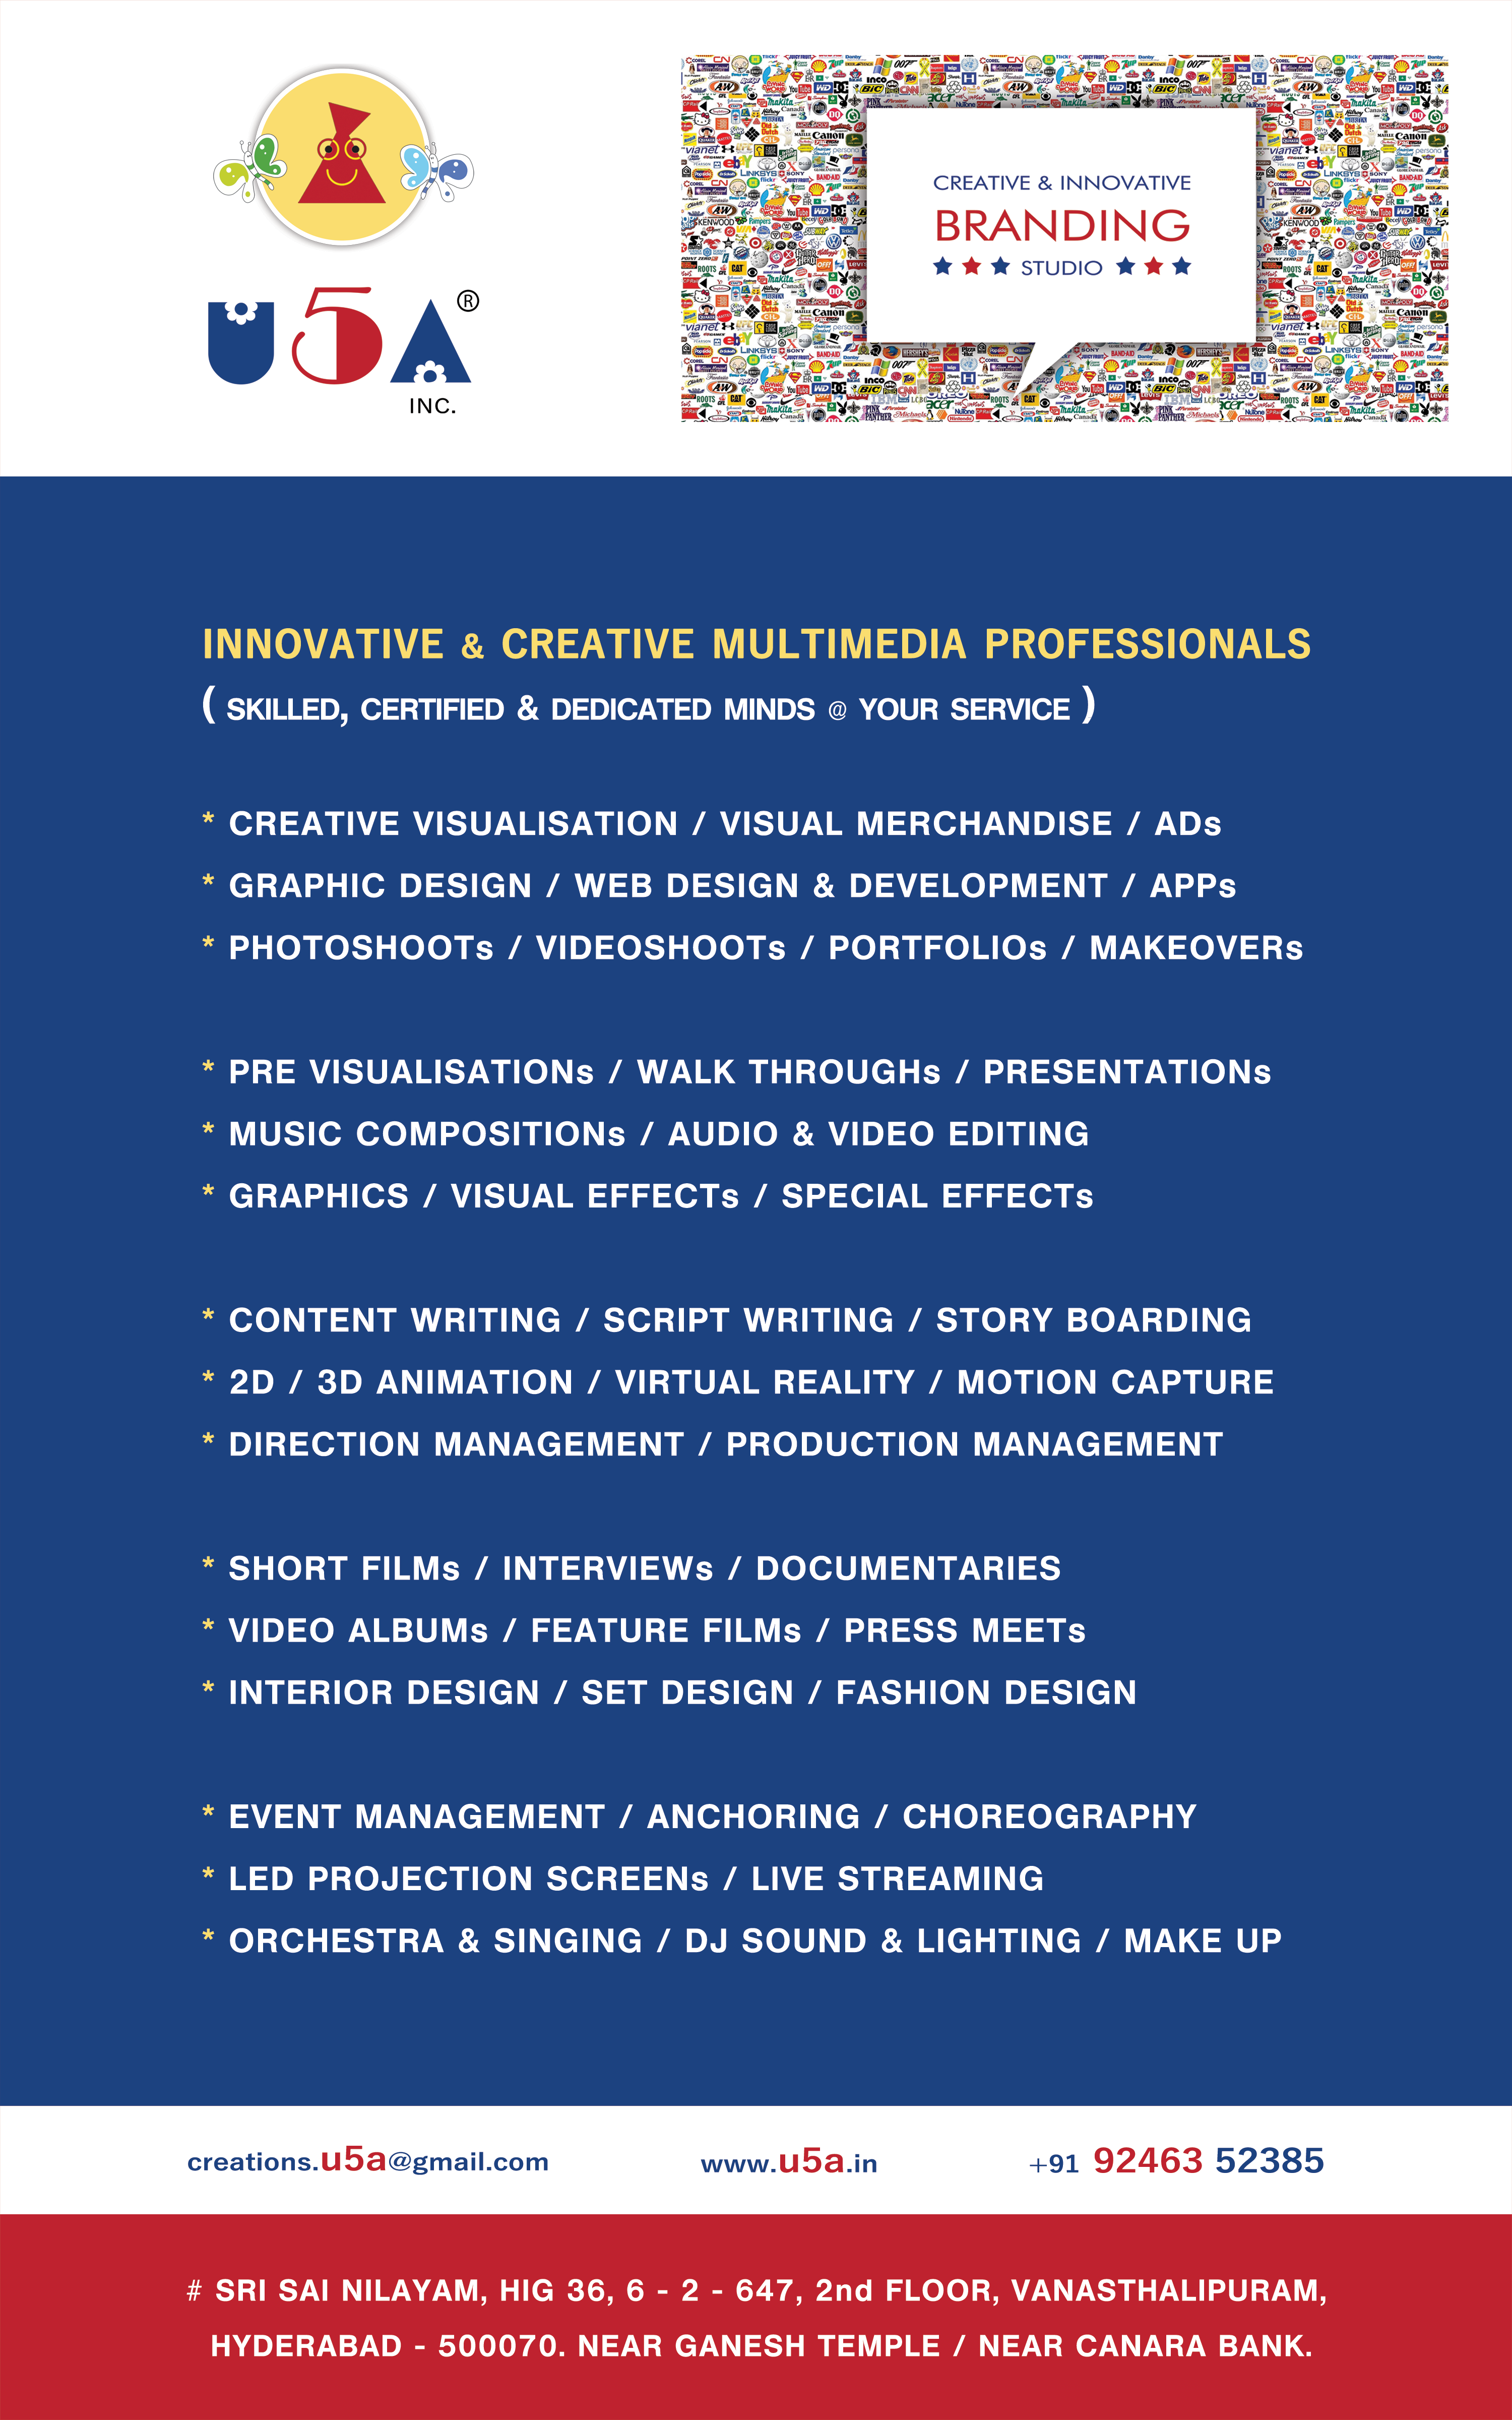 U5A®
INC.
CREATIVE & INNOVATIVE
BRANDING
STUDIO
INNOVATIVE & CREATIVE MULTIMEDIA PROFESSIONALS
( SKILLED, CERTIFIED & DEDICATED MINDS @ YOUR SERVICE )
* CREATIVE VISUALISATION / VISUAL MERCHANDISE / ADs
* GRAPHIC DESIGN / WEB DESIGN & DEVELOPMENT / APPs
* PHOTOSHOOTs / VIDEOSHOOTs / PORTFOLIOs / MAKEOVERs
* PRE VISUALISATIONs / WALK THROUGHs / PRESENTATIONs
* MUSIC COMPOSITIONs / AUDIO & VIDEO EDITING
* GRAPHICS / VISUAL EFFECTs / SPECIAL EFFECTs
* CONTENT WRITING / SCRIPT WRITING / STORY BOARDING
* 2D / 3D ANIMATION / VIRTUAL REALITY / MOTION CAPTURE
* DIRECTION MANAGEMENT / PRODUCTION MANAGEMENT
* SHORT FILMs / INTERVIEWs / DOCUMENTARIES
* VIDEO ALBUMs / FEATURE FILMs / PRESS MEETs
* INTERIOR DESIGN / SET DESIGN / FASHION DESIGN
* EVENT MANAGEMENT / ANCHORING / CHOREOGRAPHY
* LED PROJECTION SCREENs / LIVE STREAMING
* ORCHESTRA & SINGING / DJ SOUND & LIGHTING / MAKE UP
creations.u5a@gmail.com www.u5a.in +91 92463 52385
# SRI SAI NILAYAM, HIG 36, 6 - 2 - 647, 2nd FLOOR, VANASTHALIPURAM,
HYDERABAD - 500070. NEAR GANESH TEMPLE / NEAR CANARA BANK.